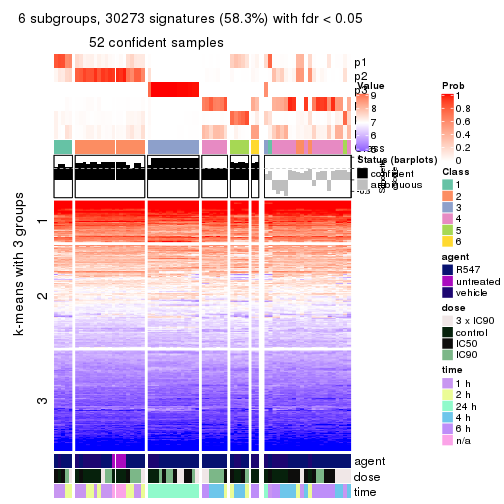 6 subgroups, 30273 signatures (58.3%) with fdr < 0.05
52 confident samples
p1
p2
Value
9
8
7
6
Prob
1
0.8
0.6
0.4
0.2
0
Status (barplots)
confident
ambiguous
Class
1
2
3
4
5
6
agent
R547
untreated
vehicle
dose
3 x IC90
control
IC50
IC90
time
1 h
2 h
24 h
4 h
6 h
n/a
k-means with 3 groups
1
2
3
agent
dose
time